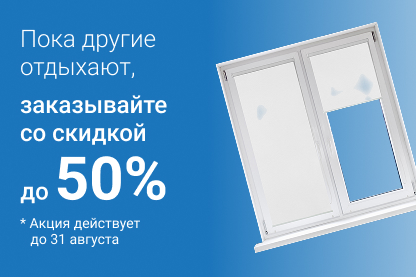 Пока другие
отдыхают,
заказывайте
со скидкой
до 50%
* Акция действует
до 31 августа